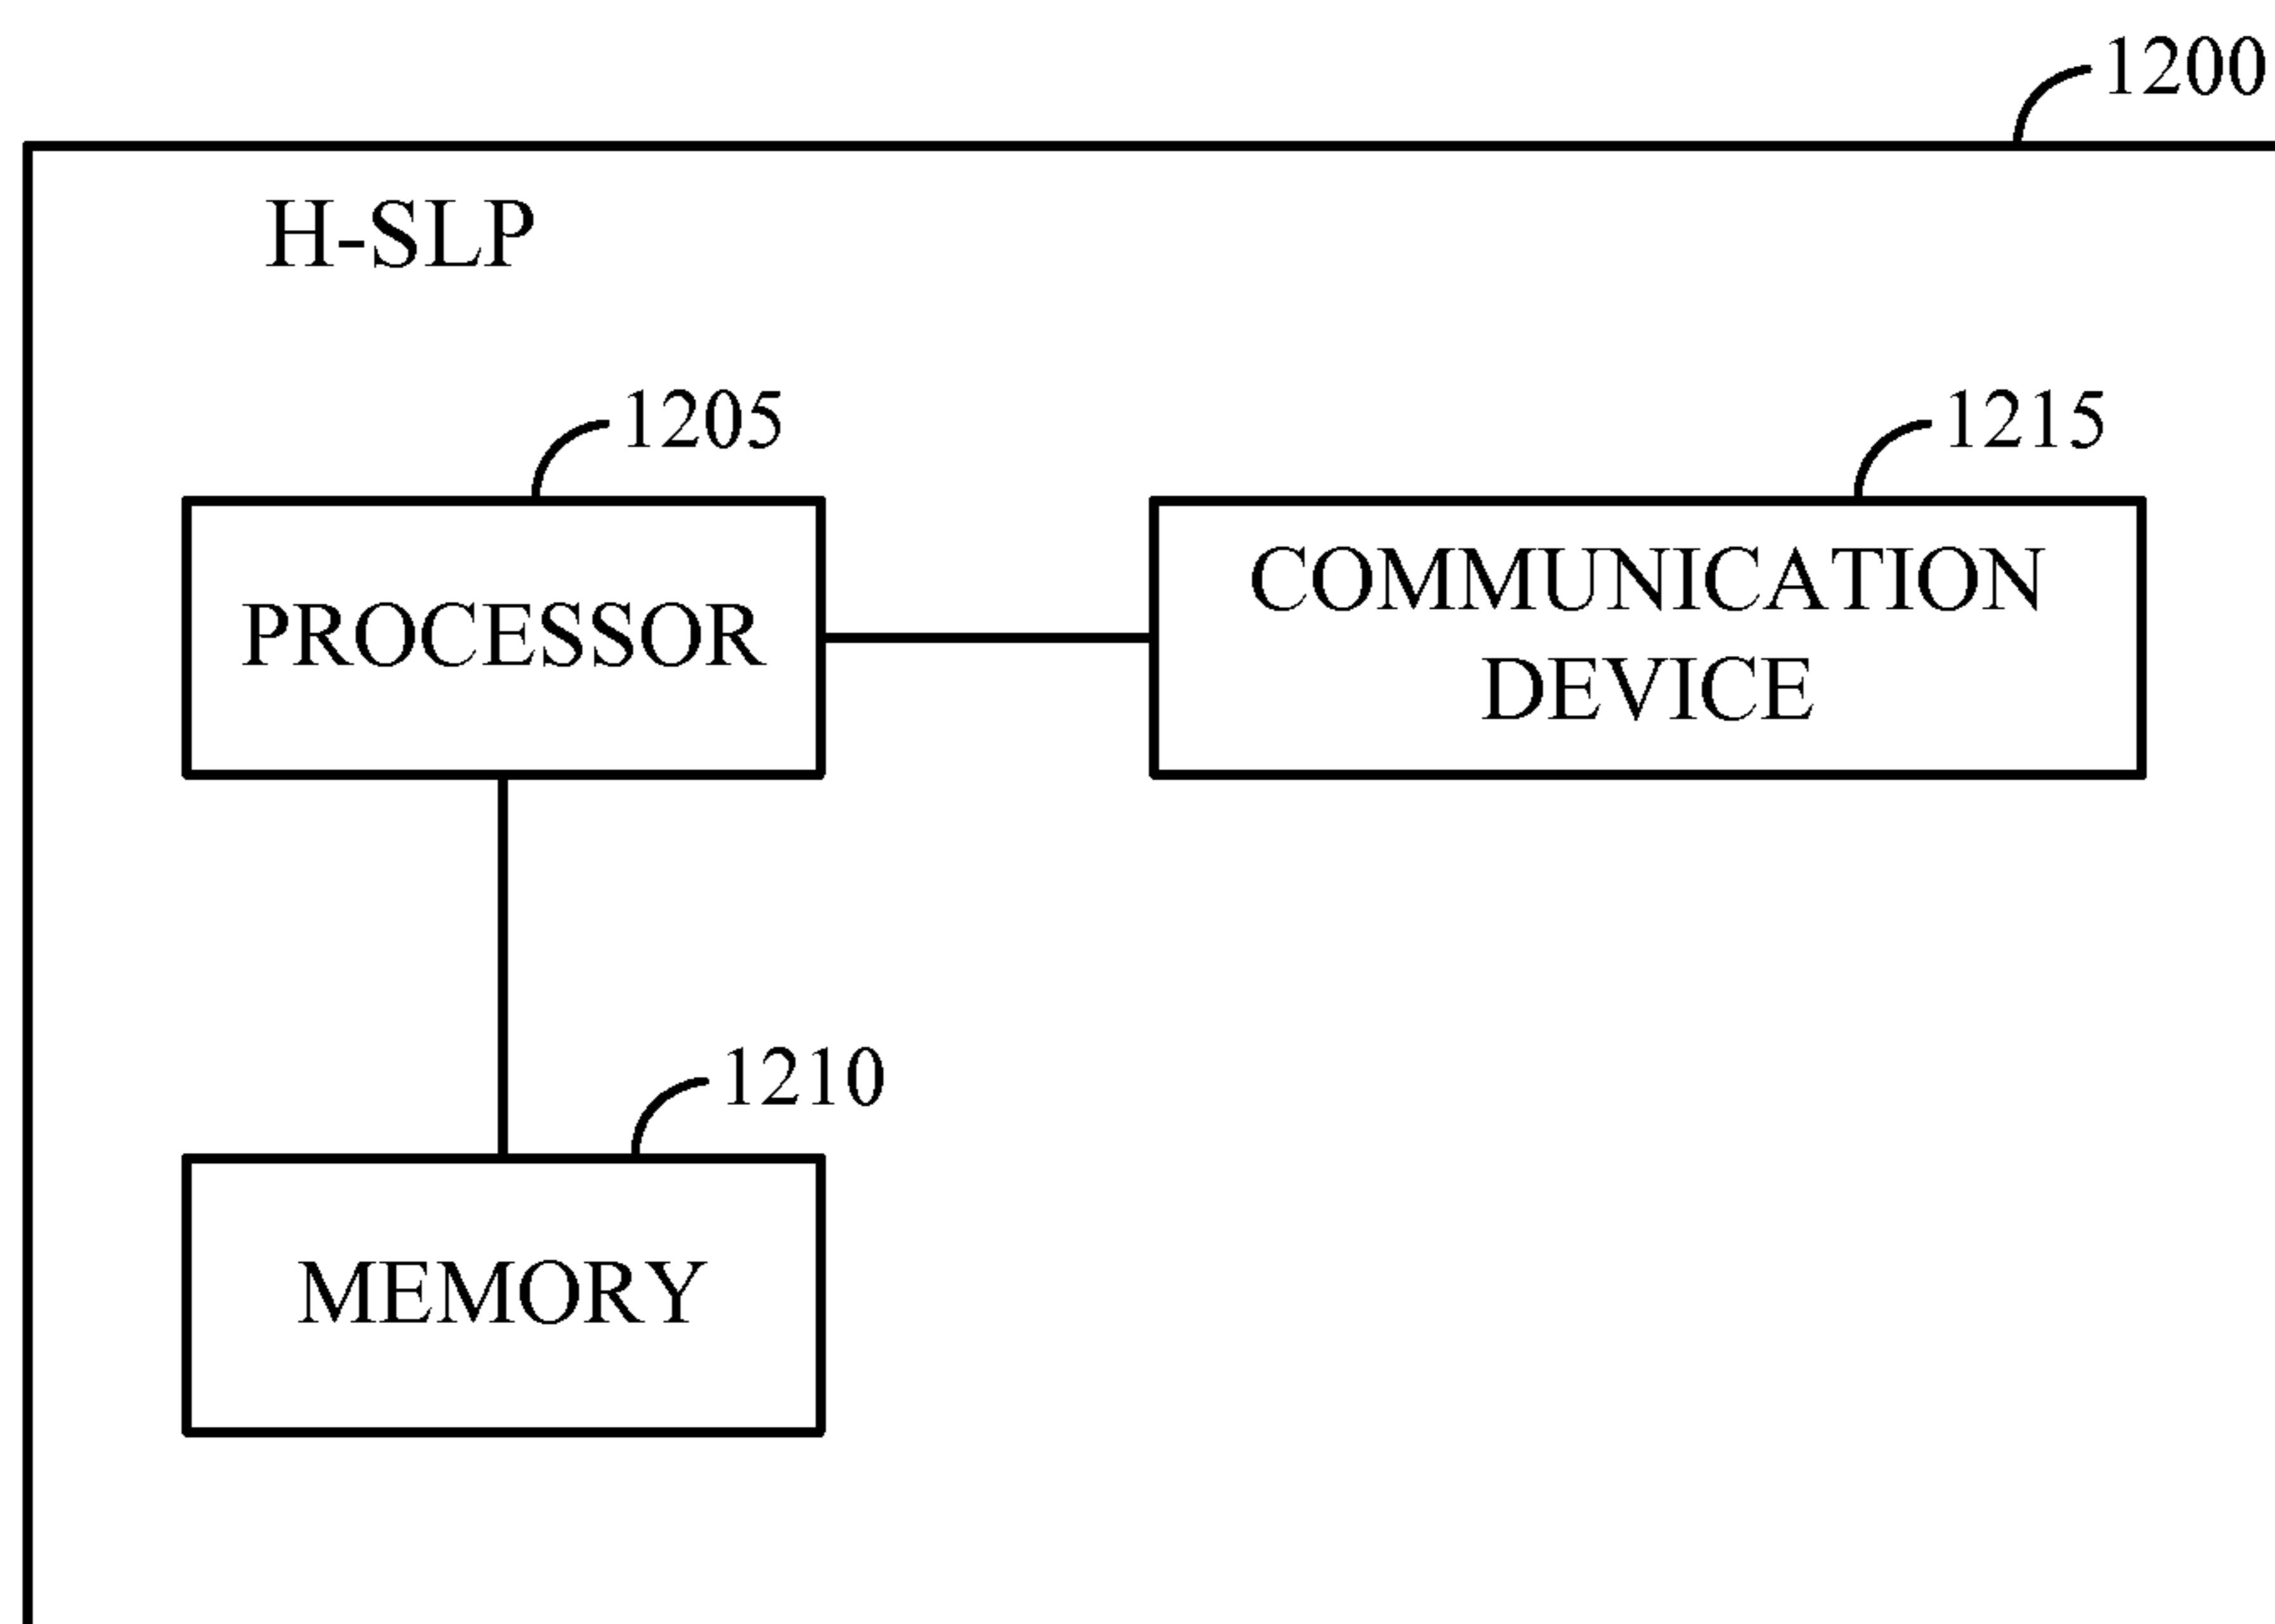 1200
H-SLP
1205
1215
PROCESSOR
COMMUNICATION
DEVICE
1210
MEMORY